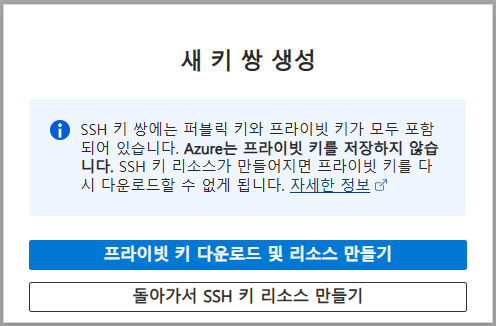 새 키 쌍 생성
SSH 키 쌍에는 퍼블릭 키와 프라이빗 키가 모두 포함
되어 있습니다. Azure는 프라이빗 키를 저장하지 않습
니다. SSH 키 리소스가 만들어지면 프라이빗 키를 다
시 다운로드할 수 없게 됩니다. 자세한 정보
프라이빗 키 다운로드 및 리소스 만들기
돌아가서 SSH 키 리소스 만들기